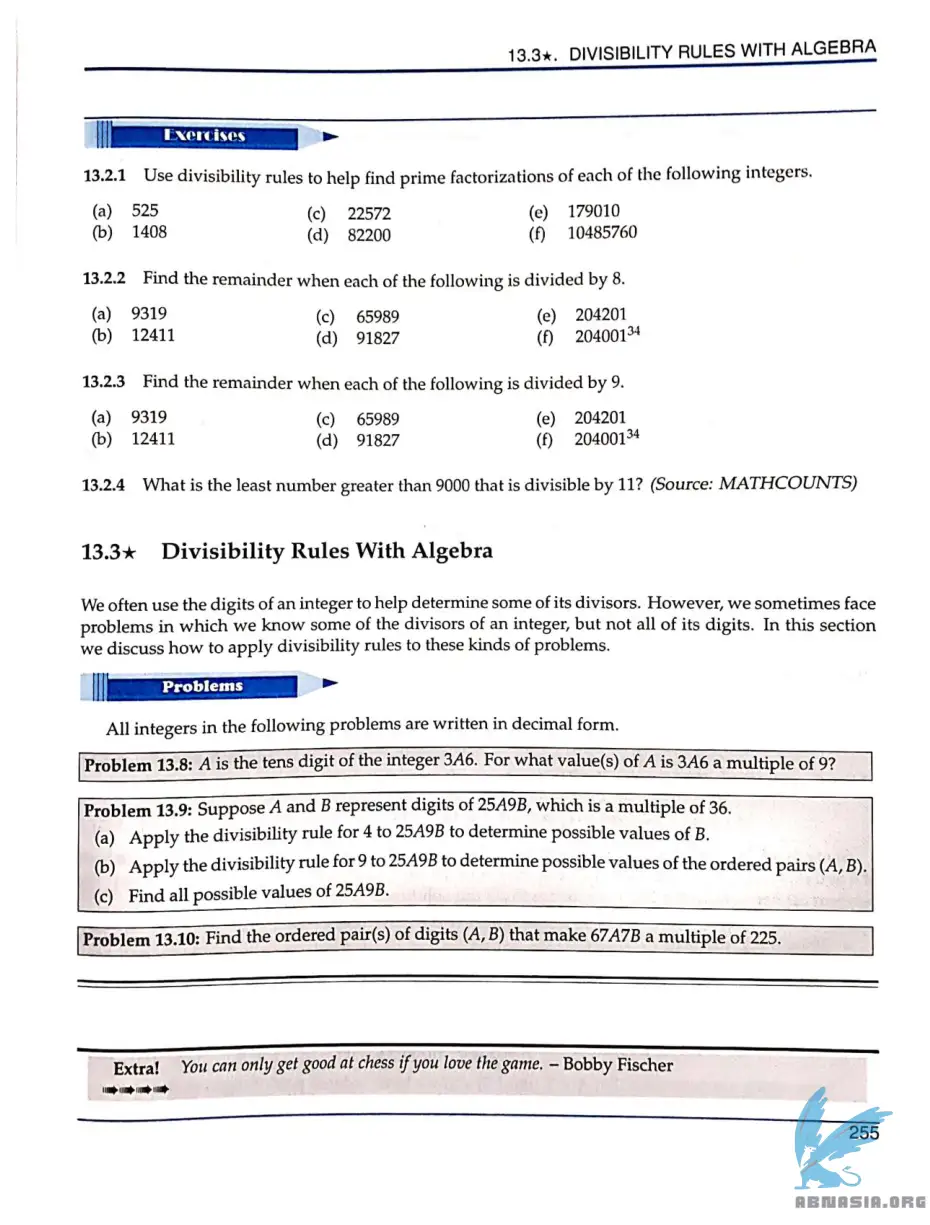 13.3★. DIVISIBILITY RULES WITH ALGEBRA
Exercises
13.2.1 Use divisibility rules to help find prime factorizations of each of the following integers.
(a) 525 (c) 22572 (e) 179010
(b) 1408 (d) 82200 (f) 10485760
13.2.2 Find the remainder when each of the following is divided by 8.
(a) 9319 (c) 65989 (e) 204201
(b) 12411 (d) 91827 (f) 204001³⁴
13.2.3 Find the remainder when each of the following is divided by 9.
(a) 9319 (c) 65989 (e) 204201
(b) 12411 (d) 91827 (f) 204001³⁴
13.2.4 What is the least number greater than 9000 that is divisible by 11? (Source: MATHCOUNTS)
13.3★ Divisibility Rules With Algebra
We often use the digits of an integer to help determine some of its divisors. However, we sometimes face
problems in which we know some of the divisors of an integer, but not all of its digits. In this section
we discuss how to apply divisibility rules to these kinds of problems.
Problems
All integers in the following problems are written in decimal form.
Problem 13.8: A is the tens digit of the integer 3A6. For what value(s) of A is 3A6 a multiple of 9?
Problem 13.9: Suppose A and B represent digits of 25A9B, which is a multiple of 36.
(a) Apply the divisibility rule for 4 to 25A9B to determine possible values of B.
(b) Apply the divisibility rule for 9 to 25A9B to determine possible values of the ordered pairs (A, B).
(c) Find all possible values of 25A9B.
Problem 13.10: Find the ordered pair(s) of digits (A, B) that make 67A7B a multiple of 225.
Extra! You can only get good at chess if you love the game. – Bobby Fischer
255
ABNASIA.ORG